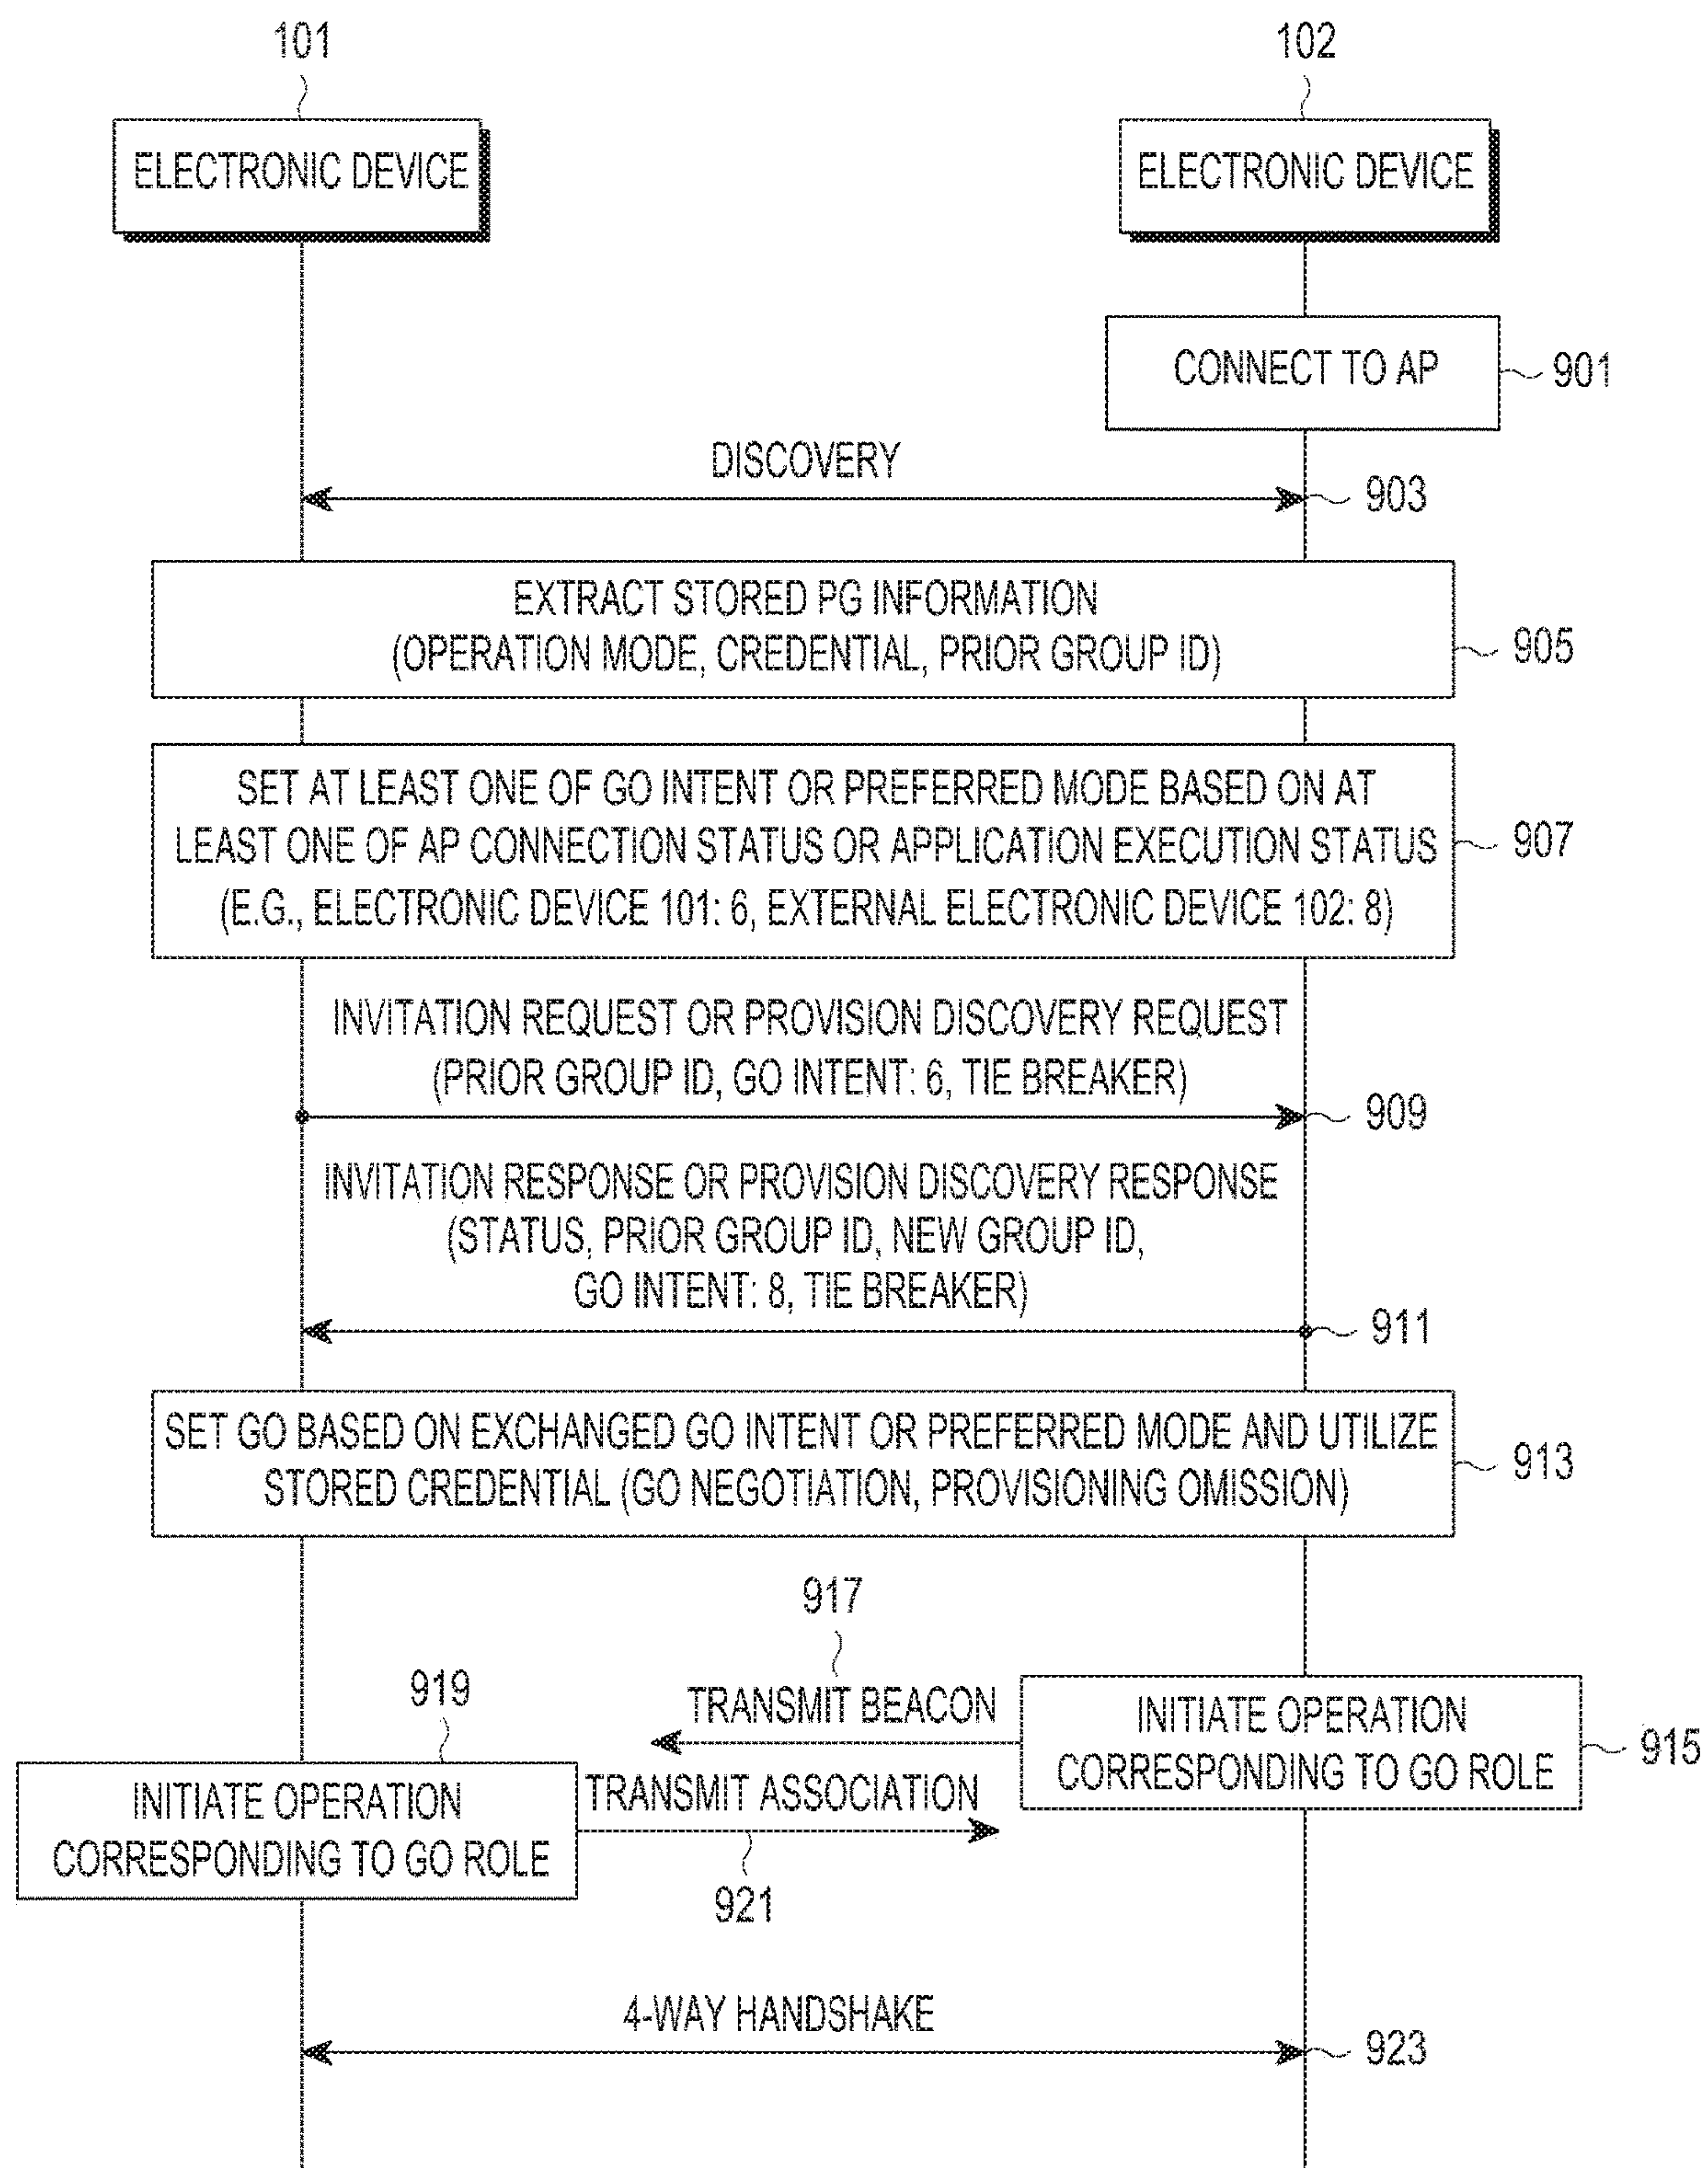 101
102
ELECTRONIC DEVICE
ELECTRONIC DEVICE
CONNECT TO AP
901
DISCOVERY
903
EXTRACT STORED PG INFORMATION
(OPERATION MODE, CREDENTIAL, PRIOR GROUP ID)
905
SET AT LEAST ONE OF GO INTENT OR PREFERRED MODE BASED ON AT
LEAST ONE OF AP CONNECTION STATUS OR APPLICATION EXECUTION STATUS
(E.G., ELECTRONIC DEVICE 101: 6, EXTERNAL ELECTRONIC DEVICE 102: 8)
907
INVITATION REQUEST OR PROVISION DISCOVERY REQUEST
(PRIOR GROUP ID, GO INTENT: 6, TIE BREAKER)
909
INVITATION RESPONSE OR PROVISION DISCOVERY RESPONSE
(STATUS, PRIOR GROUP ID, NEW GROUP ID,
GO INTENT: 8, TIE BREAKER)
911
SET GO BASED ON EXCHANGED GO INTENT OR PREFERRED MODE AND UTILIZE
STORED CREDENTIAL (GO NEGOTIATION, PROVISIONING OMISSION)
913
917
919
TRANSMIT BEACON
INITIATE OPERATION
CORRESPONDING TO GO ROLE
915
INITIATE OPERATION
CORRESPONDING TO GO ROLE
TRANSMIT ASSOCIATION
921
4-WAY HANDSHAKE
923